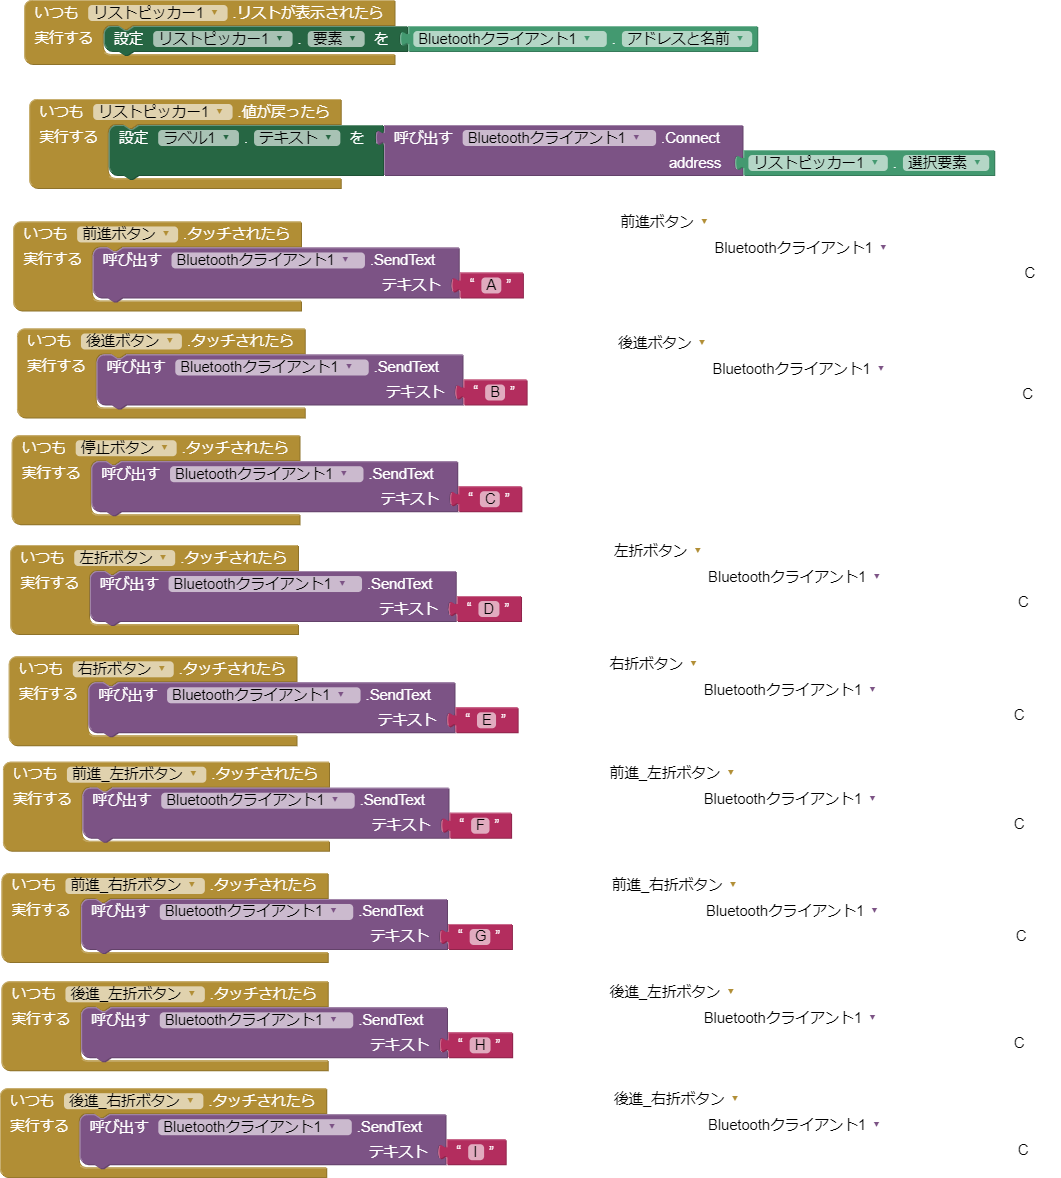 いつも リストピッカー1 .リストが表示されたら
実行する 設定 リストピッカー1 . 要素 を Bluetoothクライアント1 . アドレスと名前
いつも リストピッカー1 .値が戻ったら
実行する 設定 ラベル1 . テキスト を 呼び出す Bluetoothクライアント1 .Connect
address リストピッカー1 . 選択要素
いつも 前進ボタン .タッチされたら
実行する 呼び出す Bluetoothクライアント1 .SendText
テキスト “ A ”
前進ボタン
Bluetoothクライアント1
C
いつも 後進ボタン .タッチされたら
実行する 呼び出す Bluetoothクライアント1 .SendText
テキスト “ B ”
後進ボタン
Bluetoothクライアント1
C
いつも 停止ボタン .タッチされたら
実行する 呼び出す Bluetoothクライアント1 .SendText
テキスト “ C ”
いつも 左折ボタン .タッチされたら
実行する 呼び出す Bluetoothクライアント1 .SendText
テキスト “ D ”
左折ボタン
Bluetoothクライアント1
C
いつも 右折ボタン .タッチされたら
実行する 呼び出す Bluetoothクライアント1 .SendText
テキスト “ E ”
右折ボタン
Bluetoothクライアント1
C
いつも 前進_左折ボタン .タッチされたら
実行する 呼び出す Bluetoothクライアント1 .SendText
テキスト “ F ”
前進_左折ボタン
Bluetoothクライアント1
C
いつも 前進_右折ボタン .タッチされたら
実行する 呼び出す Bluetoothクライアント1 .SendText
テキスト “ G ”
前進_右折ボタン
Bluetoothクライアント1
C
いつも 後進_左折ボタン .タッチされたら
実行する 呼び出す Bluetoothクライアント1 .SendText
テキスト “ H ”
後進_左折ボタン
Bluetoothクライアント1
C
いつも 後進_右折ボタン .タッチされたら
実行する 呼び出す Bluetoothクライアント1 .SendText
テキスト “ I ”
後進_右折ボタン
Bluetoothクライアント1
C